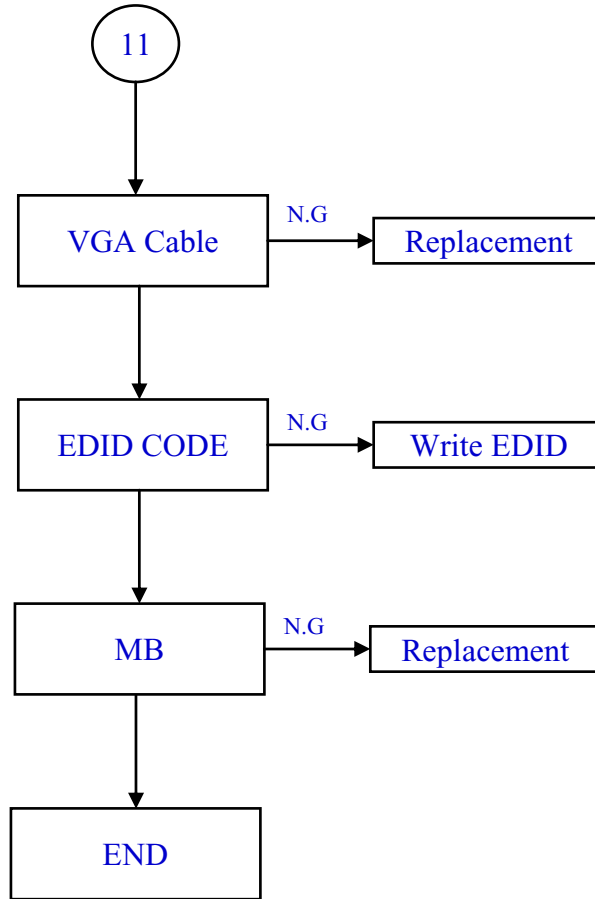 11
VGA Cable
N.G
Replacement
EDID CODE
N.G
Write EDID
MB
N.G
Replacement
END